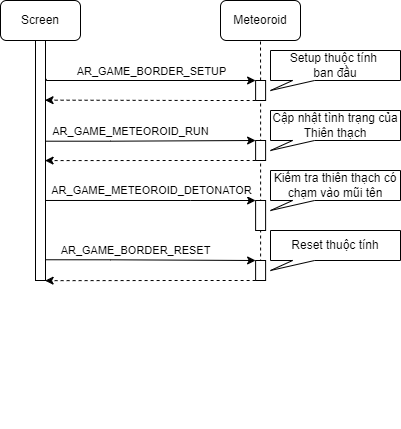 Screen
Meteoroid
AR_GAME_BORDER_SETUP
Setup thuộc tính
ban đầu
AR_GAME_METEOROID_RUN
Cập nhật tình trạng của
Thiên thạch
AR_GAME_METEOROID_DETONATOR
Kiểm tra thiên thạch có
chạm vào mũi tên
AR_GAME_BORDER_RESET
Reset thuộc tính